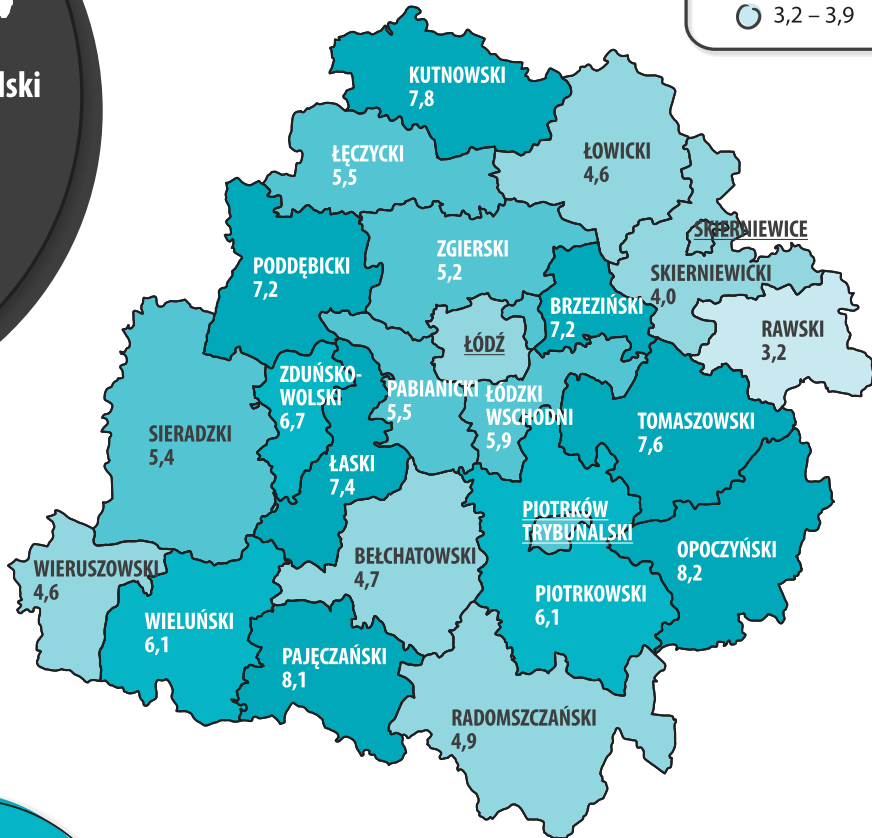 lski
3,2 – 3,9
KUTNOWSKI
7,8
ŁĘCZYCKI
5,5
ŁOWICKI
4,6
SKIERNIEWICE
ZGIERSKI
5,2
PODDĘBICKI
7,2
SKIERNIEWICKI
4,0
BRZEZIŃSKI
7,2
RAWSKI
3,2
ŁÓDŹ
ZDUŃSKO-
WOLSKI
6,7
PABIANICKI
5,5
ŁÓDZKI
WSCHODNI
5,9
TOMASZOWSKI
7,6
SIERADZKI
5,4
ŁASKI
7,4
PIOTRKÓW
TRYBUNALSKI
OPOCZYŃSKI
8,2
BEŁCHATOWSKI
4,7
WIERUSZOWSKI
4,6
PIOTRKOWSKI
6,1
WIELUŃSKI
6,1
PAJĘCZAŃSKI
8,1
RADOMSZCZAŃSKI
4,9